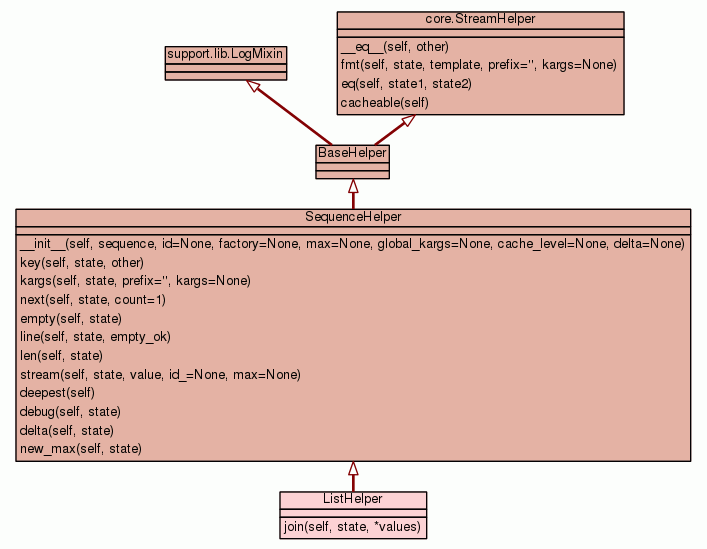 core.StreamHelper
__eq__(self, other)
fmt(self, state, template, prefix='', kargs=None)
eq(self, state1, state2)
cacheable(self)
support.lib.LogMixin
BaseHelper
SequenceHelper
__init__(self, sequence, id=None, factory=None, max=None, global_kargs=None, cache_level=None, delta=None)
key(self, state, other)
kargs(self, state, prefix='', kargs=None)
next(self, state, count=1)
empty(self, state)
line(self, state, empty_ok)
len(self, state)
stream(self, state, value, id_=None, max=None)
deepest(self)
debug(self, state)
delta(self, state)
new_max(self, state)
ListHelper
join(self, state, *values)